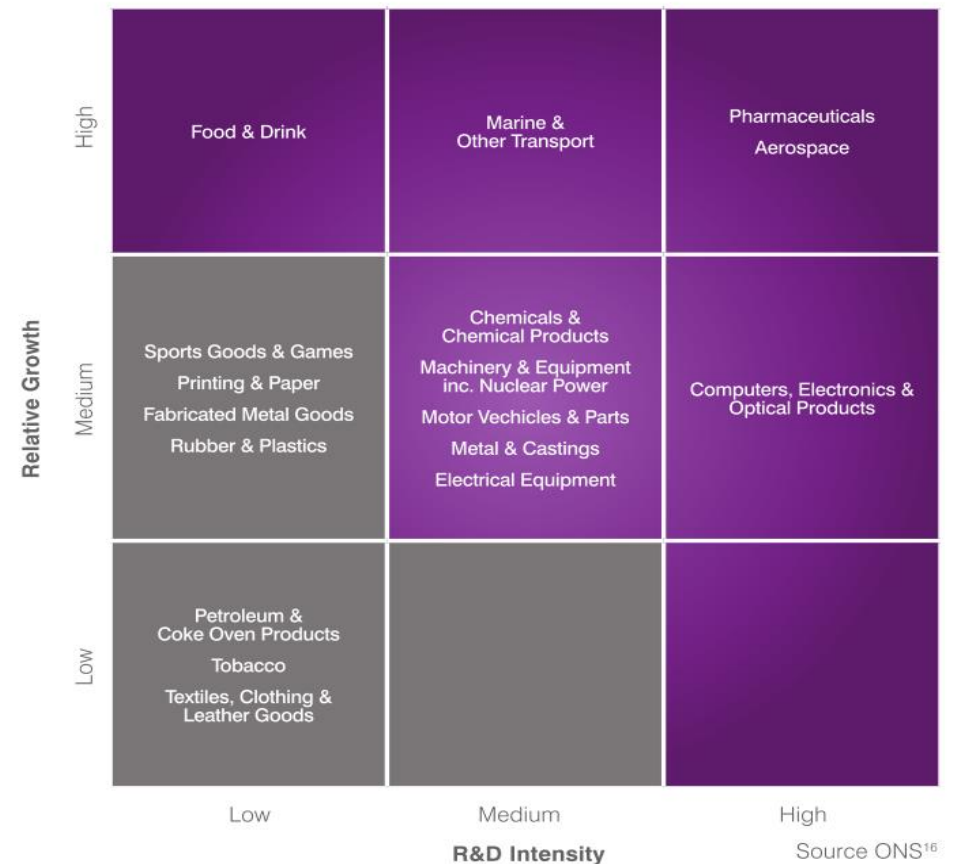 High
Food & Drink
Marine &
Other Transport
Pharmaceuticals
Aerospace
Relative Growth
Medium
Sports Goods & Games
Printing & Paper
Fabricated Metal Goods
Rubber & Plastics
Chemicals &
Chemical Products
Machinery & Equipment
inc. Nuclear Power
Motor Vechicles & Parts
Metal & Castings
Electrical Equipment
Computers, Electronics &
Optical Products
Low
Petroleum &
Coke Oven Products
Tobacco
Textiles, Clothing &
Leather Goods
Low
Medium
High
R&D Intensity
Source ONS¹⁶